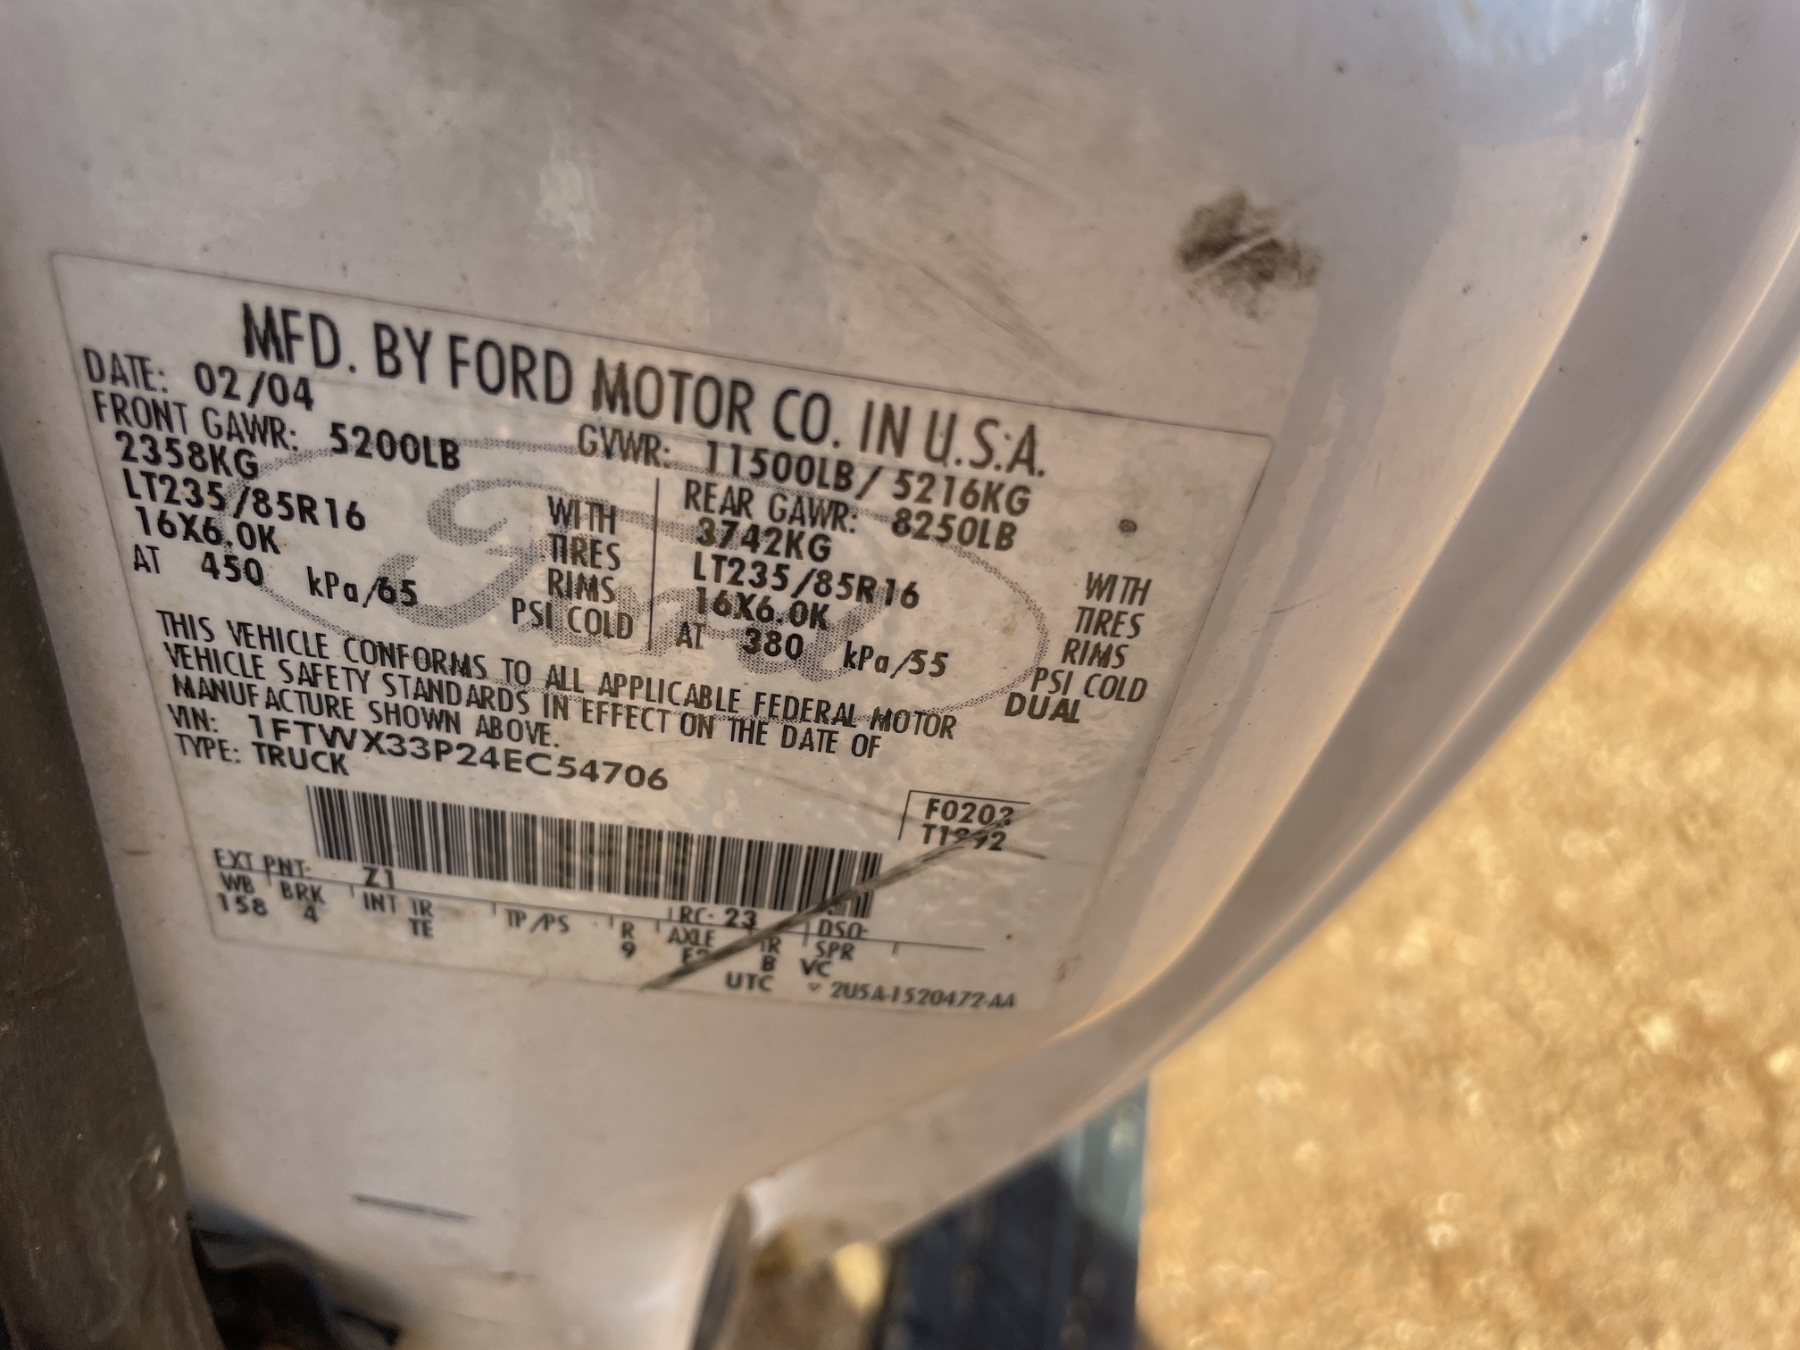 MFD. BY FORD MOTOR CO. IN U.S.A.
DATE: 02/04 GVWR: 11500LB/ 5216KG
FRONT GAWR: 5200LB REAR GAWR: 8250LB
2358KG WITH 3742KG WITH
LT235/85R16 TIRES LT235/85R16 TIRES
16X6.0K RIMS 16X6.0K RIMS
AT 450 kPa/65 PSI COLD AT 380 kPa/55 PSI COLD
DUAL
THIS VEHICLE CONFORMS TO ALL APPLICABLE FEDERAL MOTOR
VEHICLE SAFETY STANDARDS IN EFFECT ON THE DATE OF
MANUFACTURE SHOWN ABOVE.
VIN: 1FTWX33P24EC54706
TYPE: TRUCK
F0202
EXT PNT: Z1 RC: 23 DSO:
WB BRK INT TR TP/PS R AXLE TR SPR
158 4 TE 9 B VC
UTC 2U5A-1520472-AA
Ford